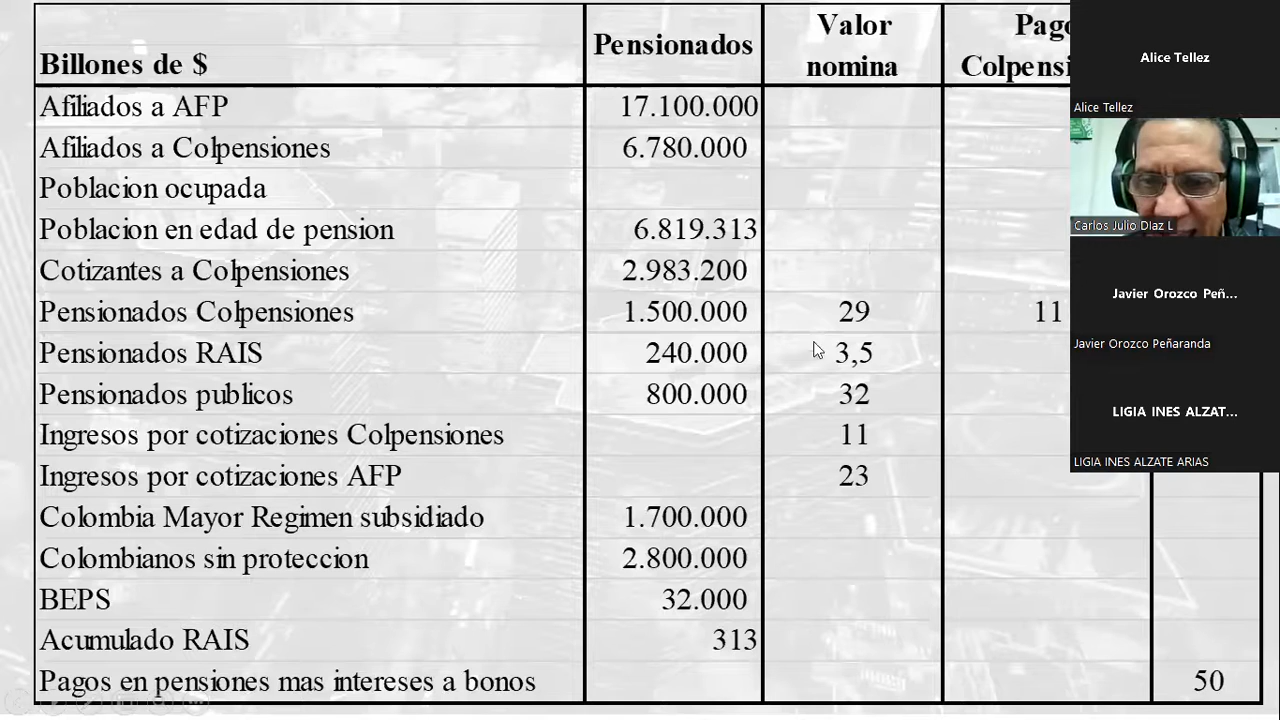 Billones de $ Pensionados Valor nomina
Afiliados a AFP 17.100.000
Afiliados a Colpensiones 6.780.000
Poblacion ocupada
Poblacion en edad de pension 6.819.313
Cotizantes a Colpensiones 2.983.200
Pensionados Colpensiones 1.500.000 29 11
Pensionados RAIS 240.000 3,5
Pensionados publicos 800.000 32
Ingresos por cotizaciones Colpensiones 11
Ingresos por cotizaciones AFP 23
Colombia Mayor Regimen subsidiado 1.700.000
Colombianos sin proteccion 2.800.000
BEPS 32.000
Acumulado RAIS 313
Pagos en pensiones mas intereses a bonos 50
Alice Tellez
Alice Tellez
Carlos Julio Diaz L
Javier Orozco Peñ...
Javier Orozco Peñaranda
LIGIA INES ALZAT...
LIGIA INES ALZATE ARIAS